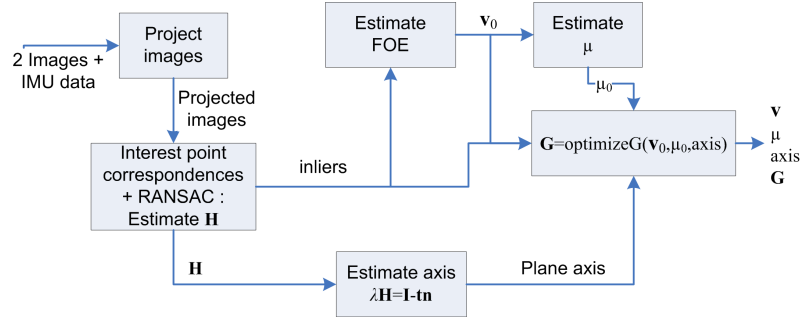 2 Images +
IMU data
Project
images
Projected
images
Interest point
correspondences
+ RANSAC :
Estimate H
inliers
Estimate
FOE
v0
Estimate
μ
μ0
G=optimizeG(v0,μ0,axis)
v
μ
axis
G
H
Estimate axis
λH=I-tn
Plane axis